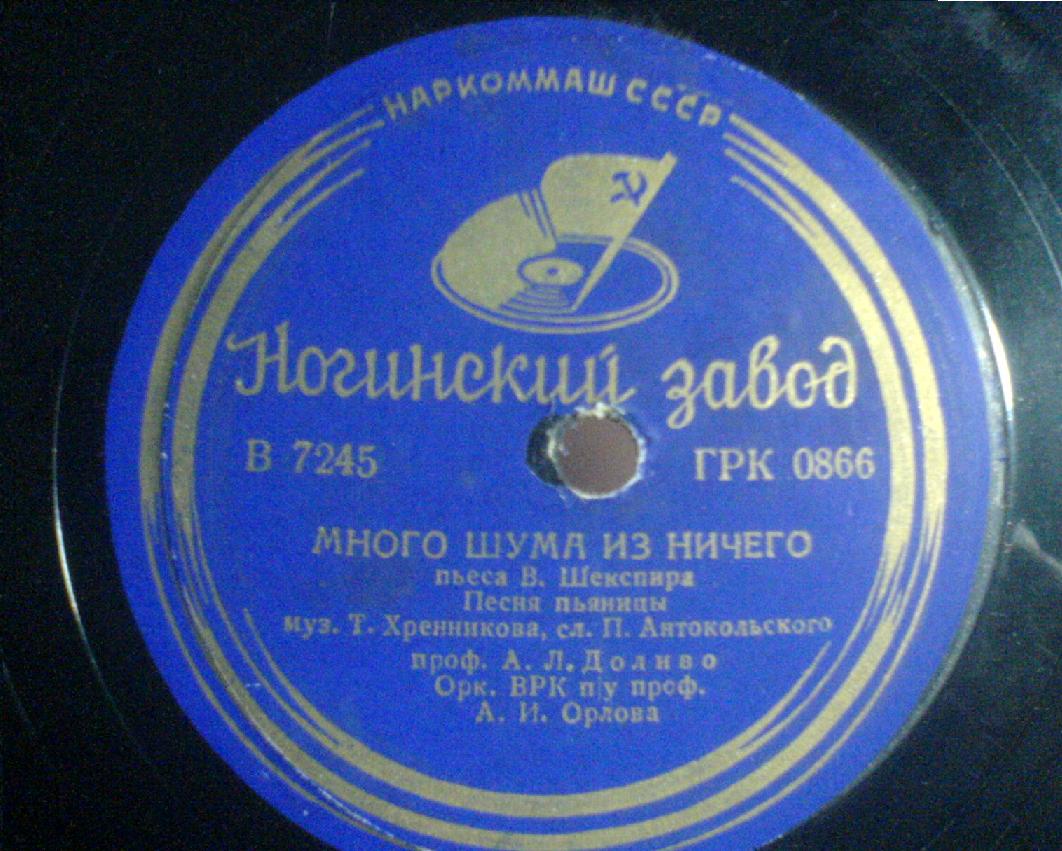 НАРКОММАШ СССР
Ногинский завод
В 7245 ГРК 0866
МНОГО ШУМА ИЗ НИЧЕГО
пьеса В. Шекспира
Песня пьяницы
муз. Т. Хренникова, сл. П. Антокольского
проф. А. Л. Доливо
Орк. ВРК п/у проф.
А. И. Орлова